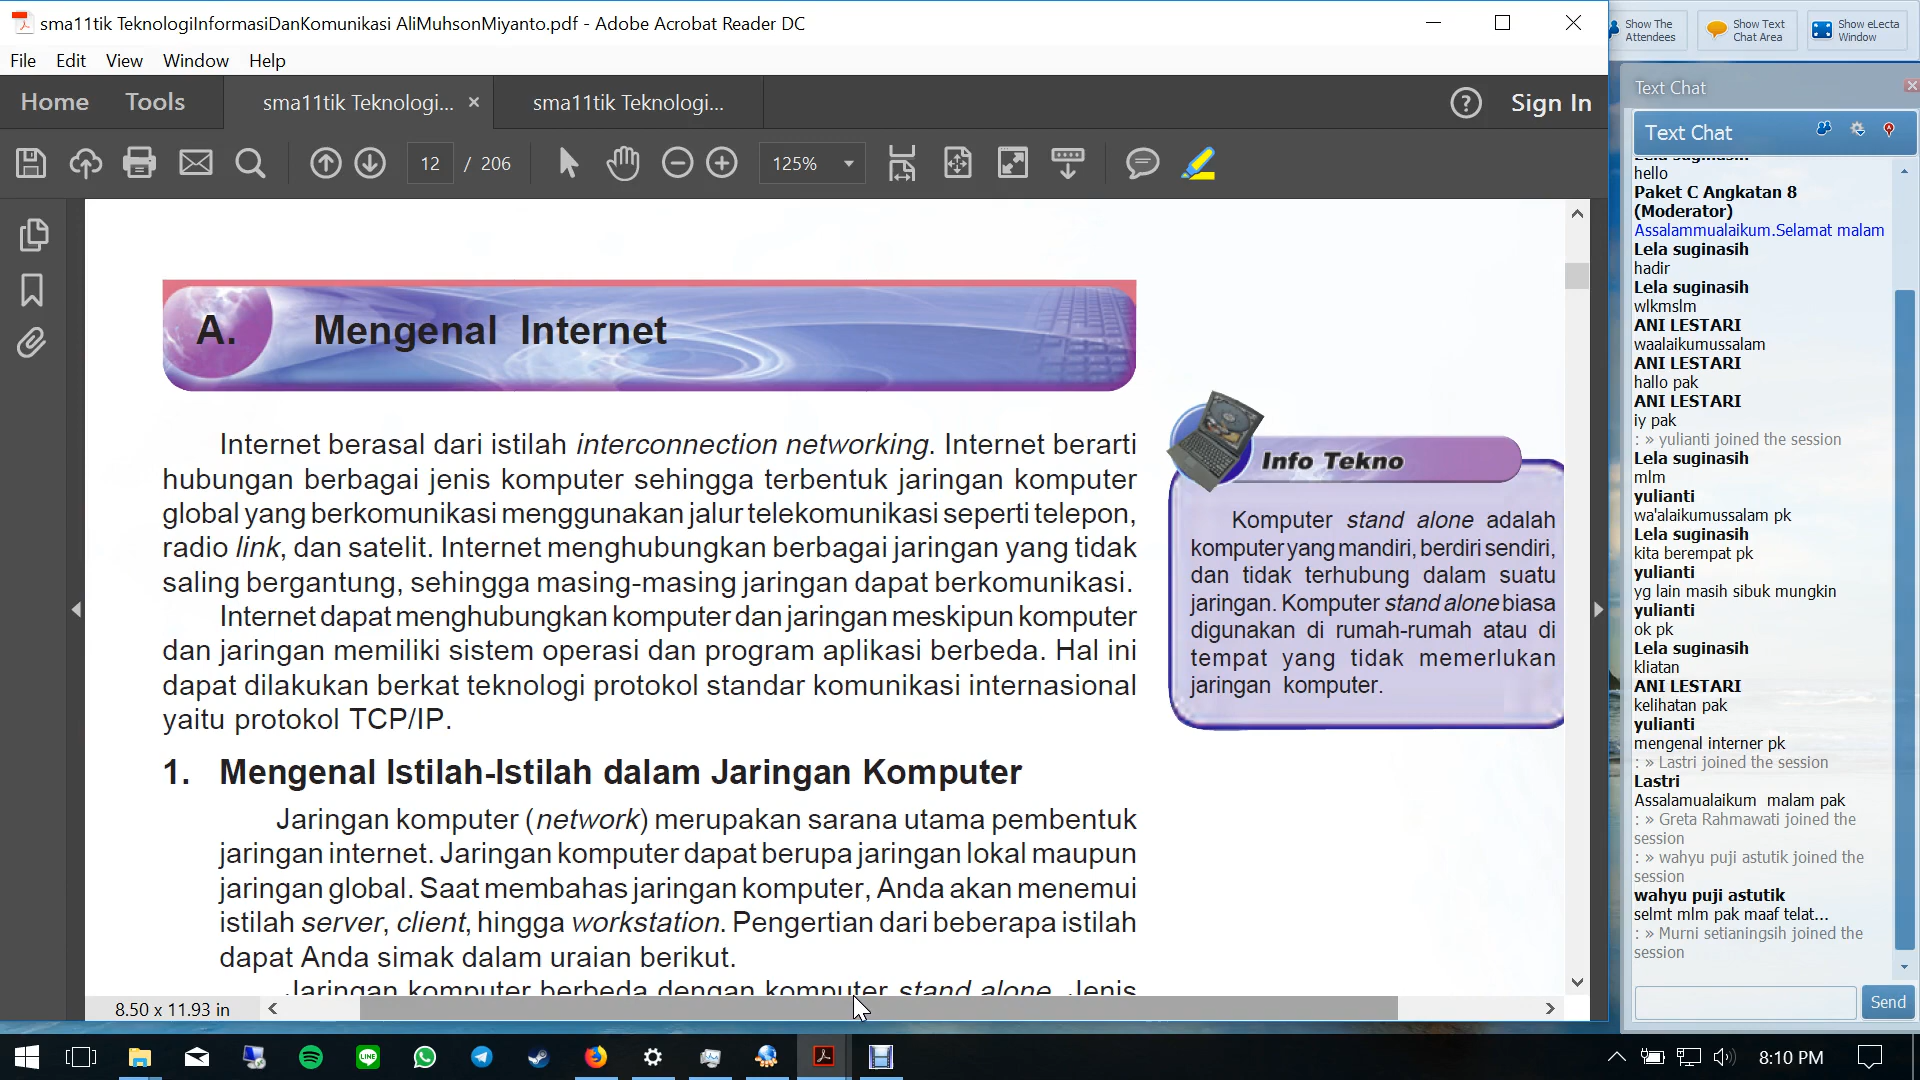 sma11tik TeknologiInformasiDanKomunikasi AliMuhsonMiyanto.pdf - Adobe Acrobat Reader DC
File Edit View Window Help
Home Tools sma11tik Teknologi... × sma11tik Teknologi... ? Sign In
12 / 206 125%
A. Mengenal Internet
Internet berasal dari istilah interconnection networking. Internet berarti
hubungan berbagai jenis komputer sehingga terbentuk jaringan komputer
global yang berkomunikasi menggunakan jalur telekomunikasi seperti telepon,
radio link, dan satelit. Internet menghubungkan berbagai jaringan yang tidak
saling bergantung, sehingga masing-masing jaringan dapat berkomunikasi.
Internet dapat menghubungkan komputer dan jaringan meskipun komputer
dan jaringan memiliki sistem operasi dan program aplikasi berbeda. Hal ini
dapat dilakukan berkat teknologi protokol standar komunikasi internasional
yaitu protokol TCP/IP.
1. Mengenal Istilah-Istilah dalam Jaringan Komputer
Jaringan komputer (network) merupakan sarana utama pembentuk
jaringan internet. Jaringan komputer dapat berupa jaringan lokal maupun
jaringan global. Saat membahas jaringan komputer, Anda akan menemui
istilah server, client, hingga workstation. Pengertian dari beberapa istilah
dapat Anda simak dalam uraian berikut.
Jaringan komputer berbeda dengan komputer stand alone. Jenis
Info Tekno
Komputer stand alone adalah
komputer yang mandiri, berdiri sendiri,
dan tidak terhubung dalam suatu
jaringan. Komputer stand alone biasa
digunakan di rumah-rumah atau di
tempat yang tidak memerlukan
jaringan komputer.
8.50 x 11.93 in
Show The
Attendees
Show Text
Chat Area
Show eLecta
Window
Text Chat
Text Chat
Lela suginasih
hello
Paket C Angkatan 8
(Moderator)
Assalammualaikum.Selamat malam
Lela suginasih
hadir
Lela suginasih
wlkmslm
ANI LESTARI
waalaikumussalam
ANI LESTARI
hallo pak
ANI LESTARI
iy pak
: » yulianti joined the session
Lela suginasih
mlm
yulianti
wa'alaikumussalam pk
Lela suginasih
kita berempat pk
yulianti
yg lain masih sibuk mungkin
yulianti
ok pk
Lela suginasih
kliatan
ANI LESTARI
kelihatan pak
yulianti
mengenal interner pk
: » Lastri joined the session
Lastri
Assalamualaikum malam pak
: » Greta Rahmawati joined the
session
: » wahyu puji astutik joined the
session
wahyu puji astutik
selmt mlm pak maaf telat...
: » Murni setianingsih joined the
session
Send
LINE
8:10 PM